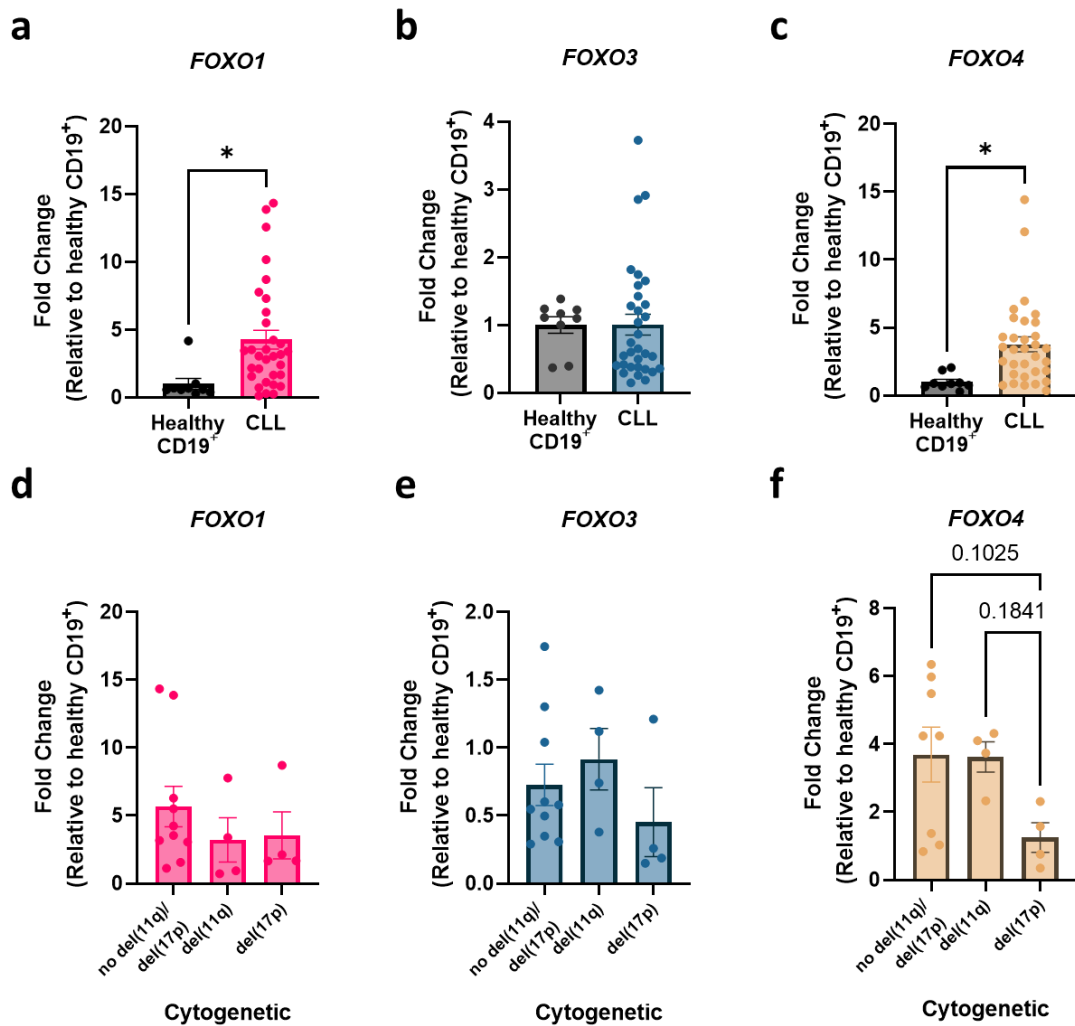 a
FOXO1
Fold Change
(Relative to healthy CD19+)
20
15
10
5
0
*
Healthy
CD19+
CLL
b
FOXO3
Fold Change
(Relative to healthy CD19+)
4
3
2
1
0
Healthy
CD19+
CLL
c
FOXO4
Fold Change
(Relative to healthy CD19+)
20
15
10
5
0
*
Healthy
CD19+
CLL
d
FOXO1
Fold Change
(Relative to healthy CD19+)
20
15
10
5
0
no del(11q)/
del(17p)
del(11q)
del(17p)
Cytogenetic
e
FOXO3
Fold Change
(Relative to healthy CD19+)
2.0
1.5
1.0
0.5
0.0
no del(11q)/
del(17p)
del(11q)
del(17p)
Cytogenetic
f
FOXO4
0.1025
0.1841
Fold Change
(Relative to healthy CD19+)
8
6
4
2
0
no del(11q)/
del(17p)
del(11q)
del(17p)
Cytogenetic